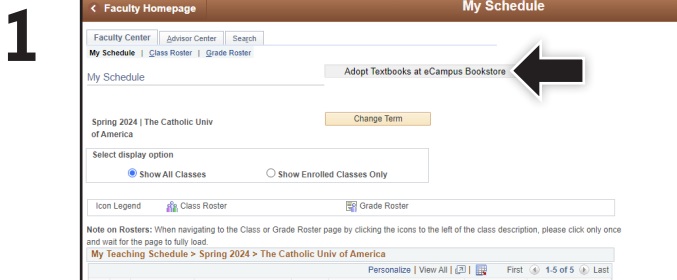 1
< Faculty Homepage
My Schedule
Faculty Center Advisor Center Search
My Schedule | Class Roster | Grade Roster
My Schedule
Adopt Textbooks at eCampus Bookstore
Spring 2024 | The Catholic Univ
of America
Change Term
Select display option
Show All Classes Show Enrolled Classes Only
Icon Legend Class Roster Grade Roster
Note on Rosters: When navigating to the Class or Grade Roster page by clicking the icons to the left of the class description, please click only once
and wait for the page to fully load.
My Teaching Schedule > Spring 2024 > The Catholic Univ of America
Personalize | View All | | First 1-5 of 5 Last